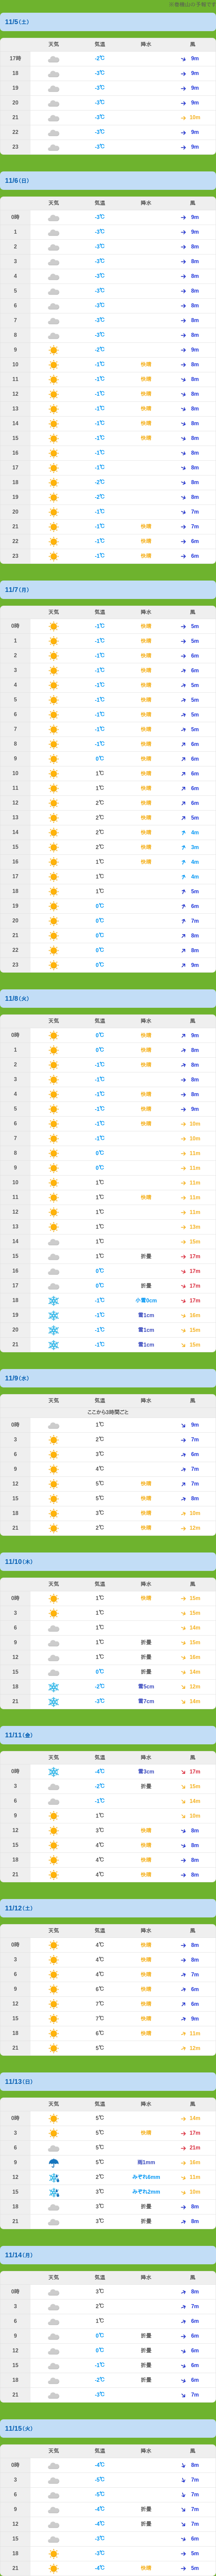 の予報です
11/5(土)
天気 気温 降水 風
17時 -2℃ 9m
18 -3℃ 9m
19 -3℃ 9m
20 -3℃ 9m
21 -3℃ 10m
22 -3℃ 9m
23 -3℃ 9m
11/6(日)
天気 気温 降水 風
0時 -3℃ 9m
1 -3℃ 9m
2 -3℃ 8m
3 -3℃ 8m
4 -3℃ 8m
5 -3℃ 8m
6 -3℃ 8m
7 -3℃ 8m
8 -3℃ 8m
9 -2℃ 9m
10 -1℃ 快晴 8m
11 -1℃ 快晴 8m
12 -1℃ 快晴 8m
13 -1℃ 快晴 8m
14 -1℃ 快晴 8m
15 -1℃ 快晴 8m
16 -1℃ 8m
17 -1℃ 8m
18 -2℃ 8m
19 -2℃ 8m
20 -1℃ 7m
21 -1℃ 快晴 7m
22 -1℃ 快晴 6m
23 -1℃ 快晴 6m
11/7(月)
天気 気温 降水 風
0時 -1℃ 快晴 5m
1 -1℃ 快晴 5m
2 -1℃ 快晴 6m
3 -1℃ 快晴 6m
4 -1℃ 快晴 5m
5 -1℃ 快晴 5m
6 -1℃ 快晴 5m
7 -1℃ 快晴 5m
8 -1℃ 快晴 6m
9 0℃ 快晴 6m
10 1℃ 快晴 6m
11 1℃ 快晴 6m
12 2℃ 快晴 6m
13 2℃ 快晴 5m
14 2℃ 快晴 4m
15 2℃ 快晴 3m
16 1℃ 快晴 4m
17 1℃ 4m
18 1℃ 5m
19 0℃ 6m
20 0℃ 7m
21 0℃ 8m
22 0℃ 8m
23 0℃ 9m
11/8(火)
天気 気温 降水 風
0時 0℃ 快晴 9m
1 0℃ 快晴 8m
2 -1℃ 快晴 8m
3 -1℃ 8m
4 -1℃ 快晴 8m
5 -1℃ 快晴 9m
6 -1℃ 快晴 10m
7 -1℃ 10m
8 0℃ 11m
9 0℃ 11m
10 1℃ 11m
11 1℃ 快晴 11m
12 1℃ 11m
13 1℃ 13m
14 1℃ 15m
15 1℃ 折畳 17m
16 0℃ 17m
17 0℃ 折畳 17m
18 -1℃ 小雪0cm 17m
19 -1℃ 雪1cm 16m
20 -1℃ 雪1cm 15m
21 -1℃ 雪1cm 15m
11/9(水)
天気 気温 降水 風
ここから3時間ごと
0時 1℃ 9m
3 2℃ 7m
6 3℃ 6m
9 4℃ 7m
12 5℃ 快晴 7m
15 5℃ 快晴 8m
18 3℃ 快晴 10m
21 2℃ 快晴 12m
11/10(木)
天気 気温 降水 風
0時 1℃ 快晴 15m
3 1℃ 15m
6 1℃ 14m
9 1℃ 折畳 15m
12 1℃ 折畳 16m
15 0℃ 折畳 14m
18 -2℃ 雪5cm 12m
21 -3℃ 雪7cm 14m
11/11(金)
天気 気温 降水 風
0時 -4℃ 雪3cm 17m
3 -3℃ 折畳 15m
6 -1℃ 14m
9 1℃ 10m
12 3℃ 快晴 8m
15 4℃ 快晴 8m
18 4℃ 快晴 8m
21 4℃ 快晴 8m
11/12(土)
天気 気温 降水 風
0時 4℃ 快晴 8m
3 4℃ 快晴 8m
6 4℃ 快晴 7m
9 6℃ 快晴 6m
12 7℃ 快晴 6m
15 7℃ 快晴 9m
18 6℃ 快晴 11m
21 5℃ 12m
11/13(日)
天気 気温 降水 風
0時 5℃ 14m
3 5℃ 快晴 17m
6 5℃ 21m
9 5℃ 雨1mm 16m
12 2℃ みぞれ6mm 11m
15 3℃ みぞれ2mm 10m
18 3℃ 折畳 8m
21 3℃ 折畳 8m
11/14(月)
天気 気温 降水 風
0時 3℃ 8m
3 2℃ 7m
6 1℃ 6m
9 0℃ 折畳 6m
12 0℃ 折畳 6m
15 -1℃ 折畳 6m
18 -2℃ 折畳 6m
21 -3℃ 7m
11/15(火)
天気 気温 降水 風
0時 -4℃ 8m
3 -5℃ 7m
6 -5℃ 7m
9 -4℃ 折畳 7m
12 -4℃ 折畳 7m
15 -3℃ 6m
18 -3℃ 5m
21 -4℃ 快晴 5m